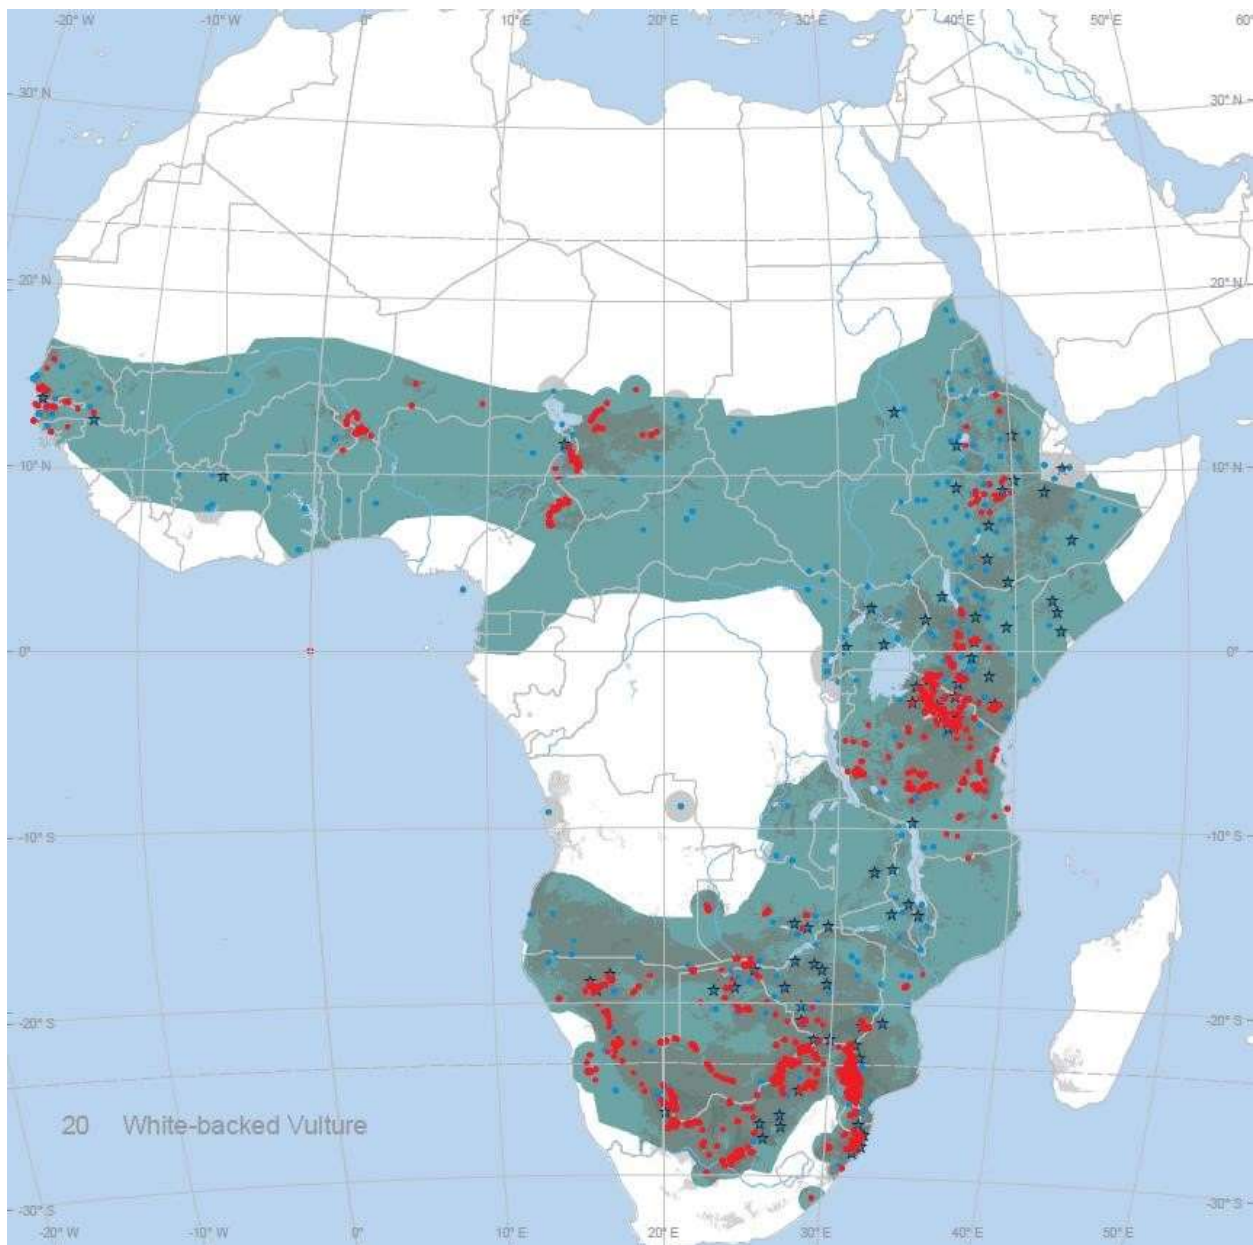 -20° W -10° W 0° 10° E 20° E 30° E 40° E 50° E 60°
30° N 30° N
20° N 20° N
10° N 10° N
0° 0°
-10° S -10° S
-20° S -20° S
20 White-backed Vulture
-30° S -30° S
-20° W -10° W 0° 10° E 20° E 30° E 40° E 50° E